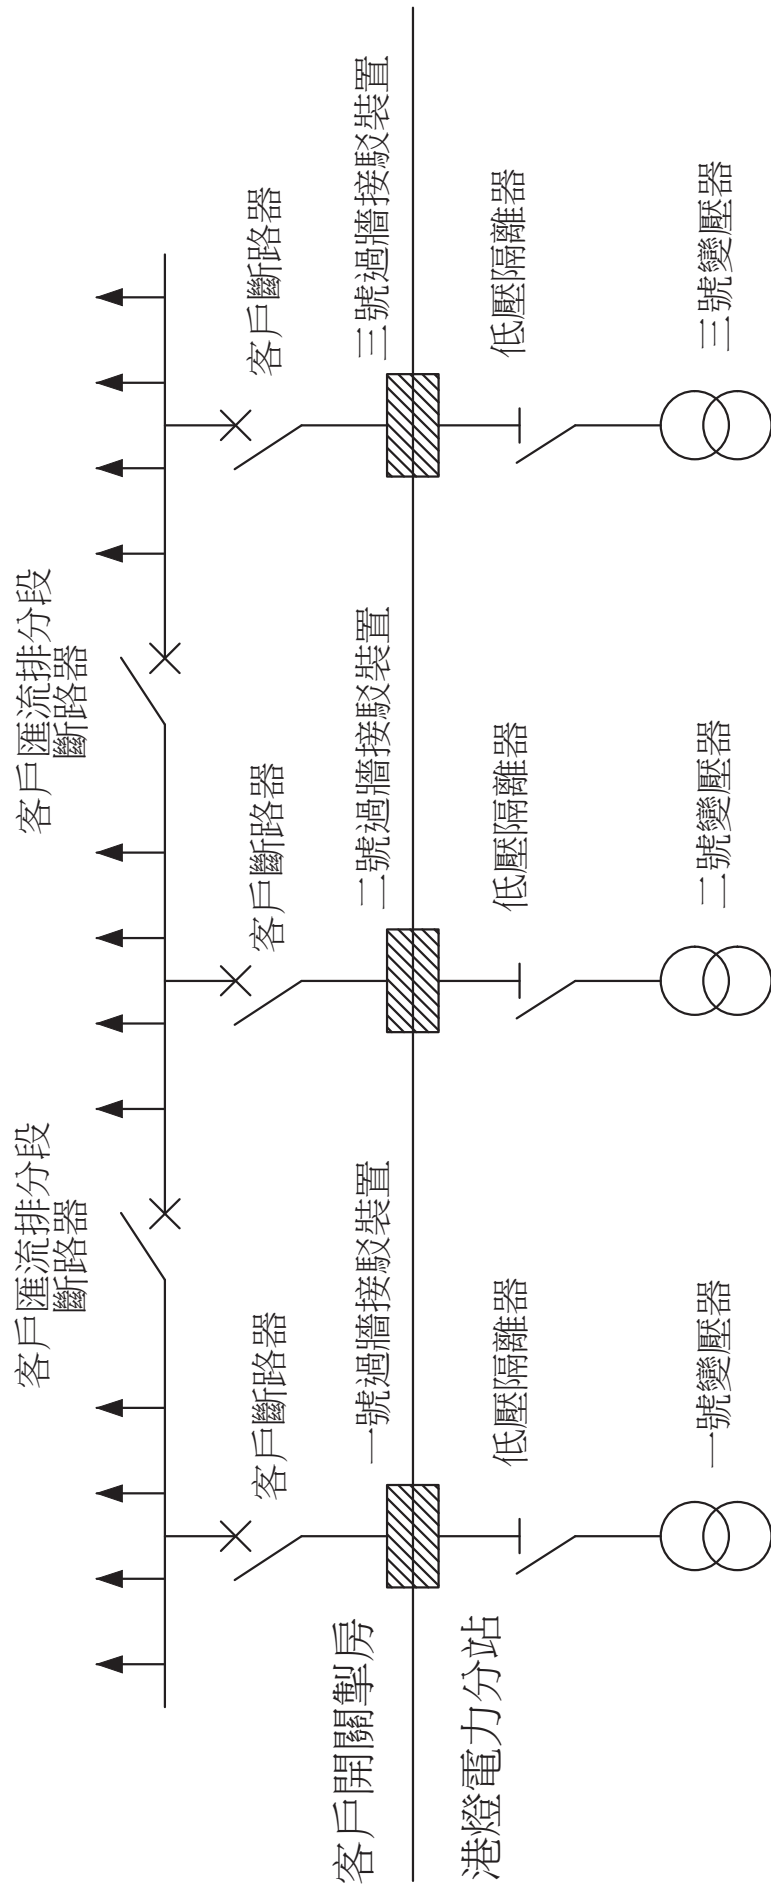 客戶匯流排分段
斷路器
客戶匯流排分段
斷路器
客戶斷路器
客戶斷路器
客戶斷路器
客戶開關掣房
一號過牆接駁裝置
二號過牆接駁裝置
三號過牆接駁裝置
港燈電力分站
低壓隔離器
低壓隔離器
低壓隔離器
一號變壓器
二號變壓器
三號變壓器